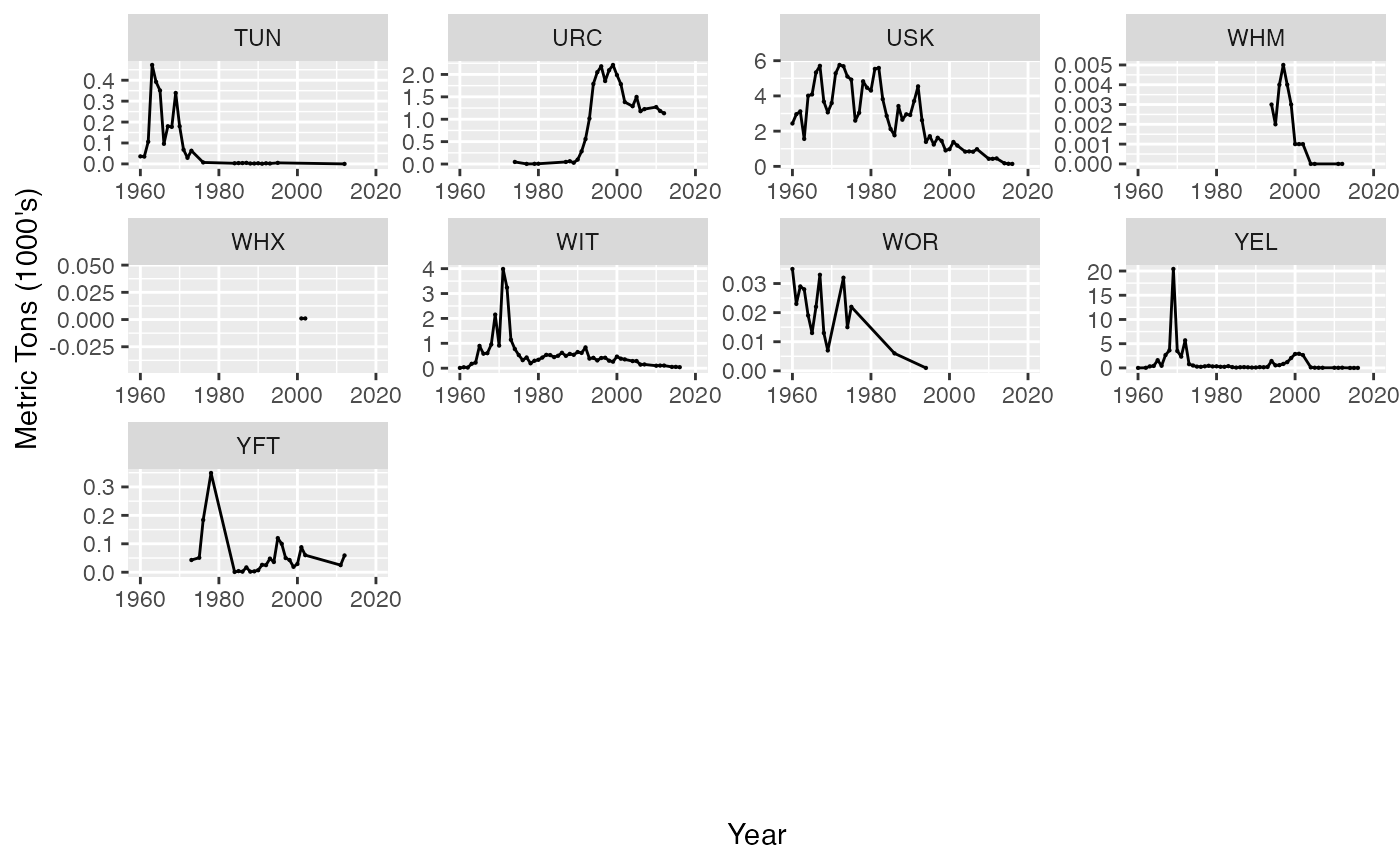 TUN URC USK WHM
0.4 2.0 6 0.005
0.3 1.5 4 0.004
0.2 1.0 2 0.003
0.1 0.5 0 0.002
0.0 0.0 0.001
0.000
1960 1980 2000 2020 1960 1980 2000 2020 1960 1980 2000 2020 1960 1980 2000 2020
WHX WIT WOR YEL
0.050 4 0.03 20
0.025 3 0.02 15
0.000 2 0.01 10
-0.025 1 0.00 5
0 0
1960 1980 2000 2020 1960 1980 2000 2020 1960 1980 2000 2020 1960 1980 2000 2020
YFT
0.3
0.2
0.1
0.0
1960 1980 2000 2020
Metric Tons (1000's)
Year